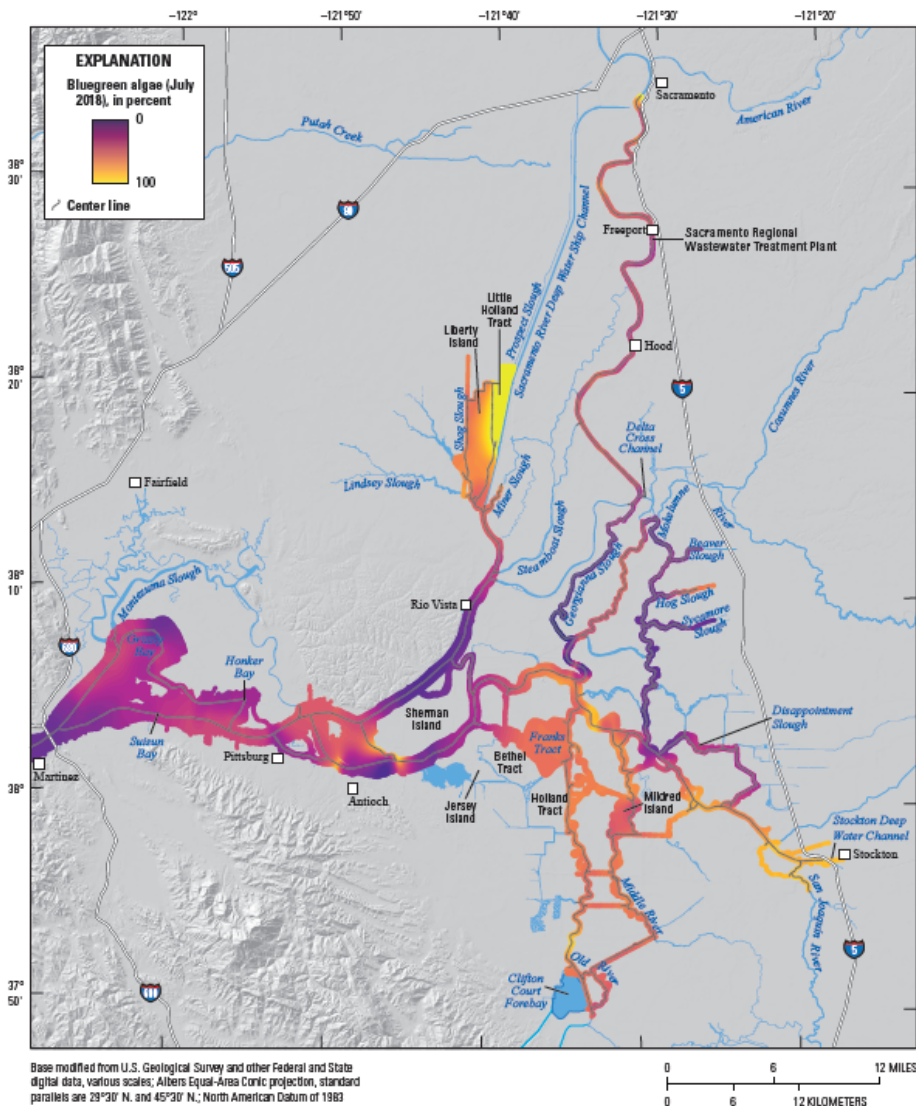 –122°
–121°50'
–121°40'
–121°30'
–121°20'
EXPLANATION
Bluegreen algae (July
2018), in percent
0
100
Center line
Sacramento
American River
Putah Creek
38°
30'
80
505
Freeport
Sacramento Regional
Wastewater Treatment Plant
Sacramento River Deep Water Ship Channel
Prospect Slough
Little
Holland
Tract
Liberty
Island
Hood
38°
20'
5
Shag Slough
Cosumnes River
Delta
Cross
Channel
Fairfield
Lindsey Slough
Miner Slough
Mokelumne
River
Steamboat Slough
Beaver
Slough
38°
10'
Montezuma Slough
Georgianna Slough
Rio Vista
Hog Slough
Sycamore
Slough
680
Grizzly
Bay
Honker
Bay
Sherman
Island
Disappointment
Slough
Suisun
Bay
Franks
Tract
Pittsburg
Bethel
Tract
Martinez
Antioch
38°
Jersey
Island
Holland
Tract
Mildred
Island
Stockton Deep
Water Channel
Stockton
Middle River
San Joaquin River
5
Old River
Clifton
Court
Forebay
37°
50'
Base modified from U.S. Geological Survey and other Federal and State
digital data, various scales; Albers Equal-Area Conic projection, standard
parallels are 29°30' N. and 45°30' N.; North American Datum of 1983
0
6
12 MILES
0
6
12 KILOMETERS